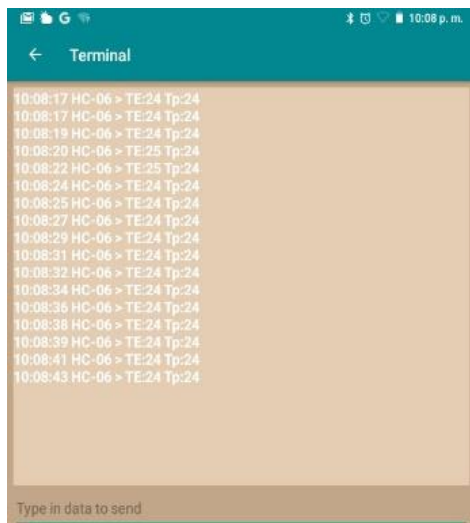 10:08 p. m.
Terminal
10:08:17 HC-06 > TE:24 Tp:24
10:08:17 HC-06 > TE:24 Tp:24
10:08:19 HC-06 > TE:24 Tp:24
10:08:20 HC-06 > TE:25 Tp:24
10:08:22 HC-06 > TE:25 Tp:24
10:08:24 HC-06 > TE:24 Tp:24
10:08:25 HC-06 > TE:24 Tp:24
10:08:27 HC-06 > TE:24 Tp:24
10:08:29 HC-06 > TE:24 Tp:24
10:08:31 HC-06 > TE:24 Tp:24
10:08:32 HC-06 > TE:24 Tp:24
10:08:34 HC-06 > TE:24 Tp:24
10:08:36 HC-06 > TE:24 Tp:24
10:08:38 HC-06 > TE:24 Tp:24
10:08:39 HC-06 > TE:24 Tp:24
10:08:41 HC-06 > TE:24 Tp:24
10:08:43 HC-06 > TE:24 Tp:24
Type in data to send